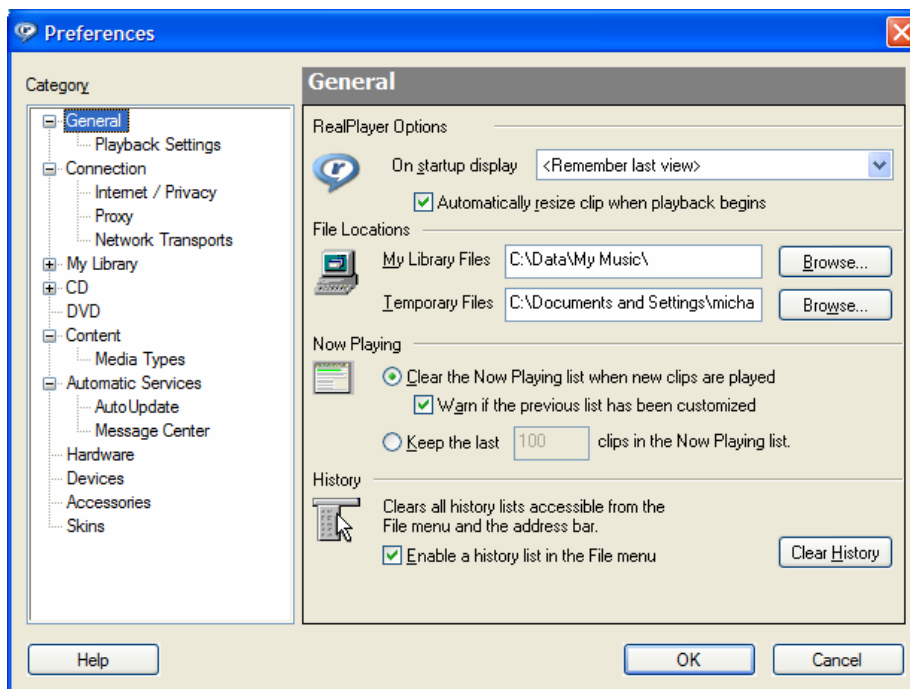 Preferences
Category
General
Playback Settings
Connection
Internet / Privacy
Proxy
Network Transports
My Library
CD
DVD
Content
Media Types
Automatic Services
AutoUpdate
Message Center
Hardware
Devices
Accessories
Skins
General
RealPlayer Options
On startup display <Remember last view>
Automatically resize clip when playback begins
File Locations
My Library Files C:\Data\My Music\ Browse...
Temporary Files C:\Documents and Settings\micha Browse...
Now Playing
Clear the Now Playing list when new clips are played
Warn if the previous list has been customized
Keep the last 100 clips in the Now Playing list.
History
Clears all history lists accessible from the
File menu and the address bar.
Enable a history list in the File menu
Clear History
Help OK Cancel